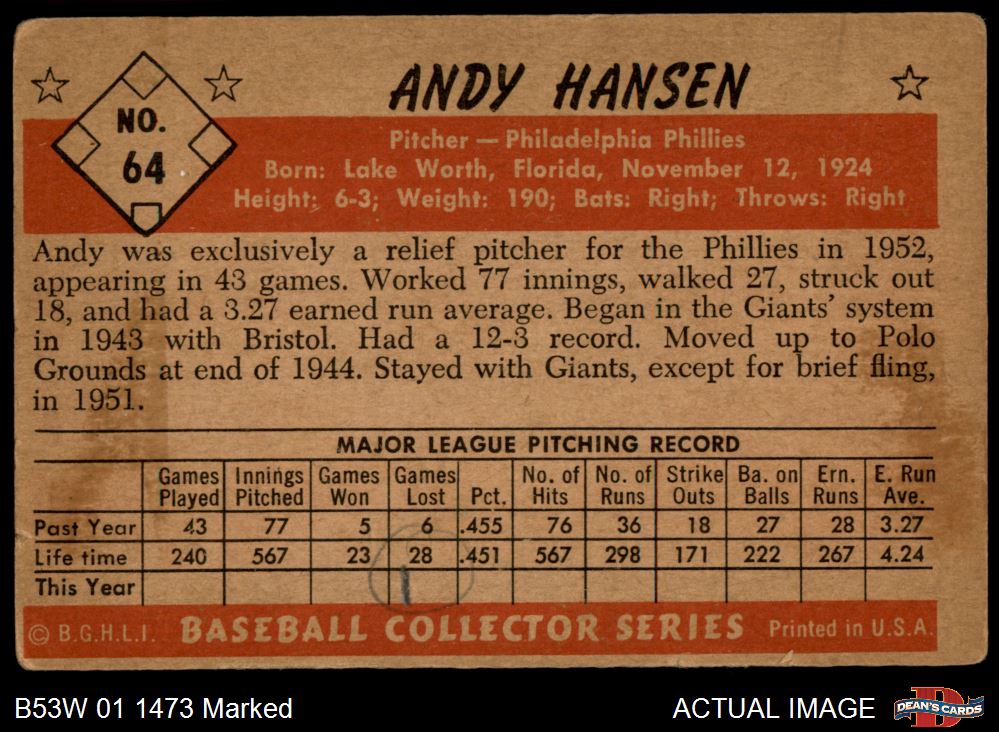 ANDY HANSEN
NO.
64
Pitcher — Philadelphia Phillies
Born: Lake Worth, Florida, November 12, 1924
Height: 6-3; Weight: 190; Bats: Right; Throws: Right
Andy was exclusively a relief pitcher for the Phillies in 1952,
appearing in 43 games. Worked 77 innings, walked 27, struck out
18, and had a 3.27 earned run average. Began in the Giants' system
in 1943 with Bristol. Had a 12-3 record. Moved up to Polo
Grounds at end of 1944. Stayed with Giants, except for brief fling,
in 1951.
MAJOR LEAGUE PITCHING RECORD
Games Innings Games Games No. of No. of Strike Ba. on Ern. E. Run
Played Pitched Won Lost Pct. Hits Runs Outs Balls Runs Ave.
Past Year 43 77 5 6 .455 76 36 18 27 28 3.27
Life time 240 567 23 28 .451 567 298 171 222 267 4.24
This Year 1
© B.G.H.L.I. BASEBALL COLLECTOR SERIES Printed in U.S.A.
B53W 01 1473 Marked ACTUAL IMAGE DEAN'S CARDS